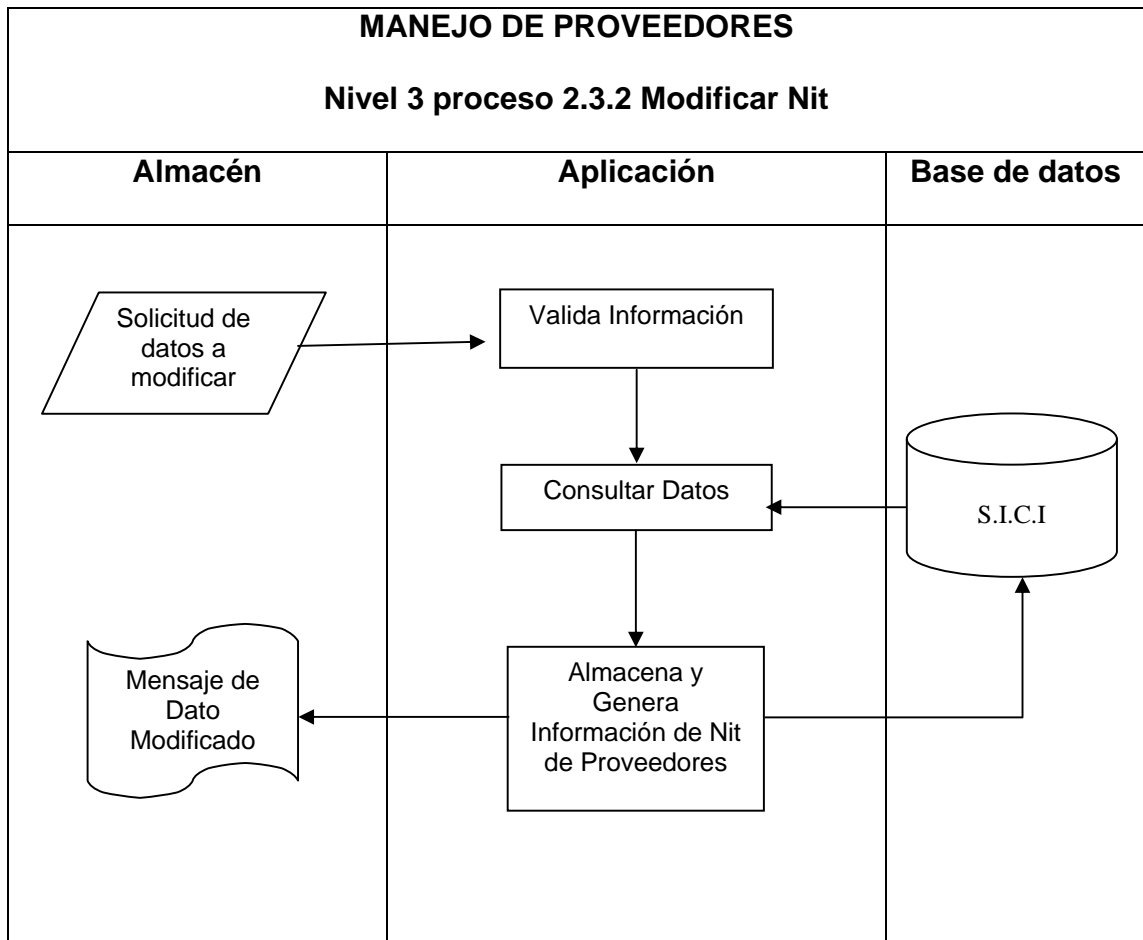 MANEJO DE PROVEEDORES
Nivel 3 proceso 2.3.2 Modificar Nit
Almacén
Aplicación
Base de datos
Solicitud de
datos a
modificar
Valida Información
Consultar Datos
S.I.C.I
Mensaje de
Dato
Modificado
Almacena y
Genera
Información de Nit
de Proveedores